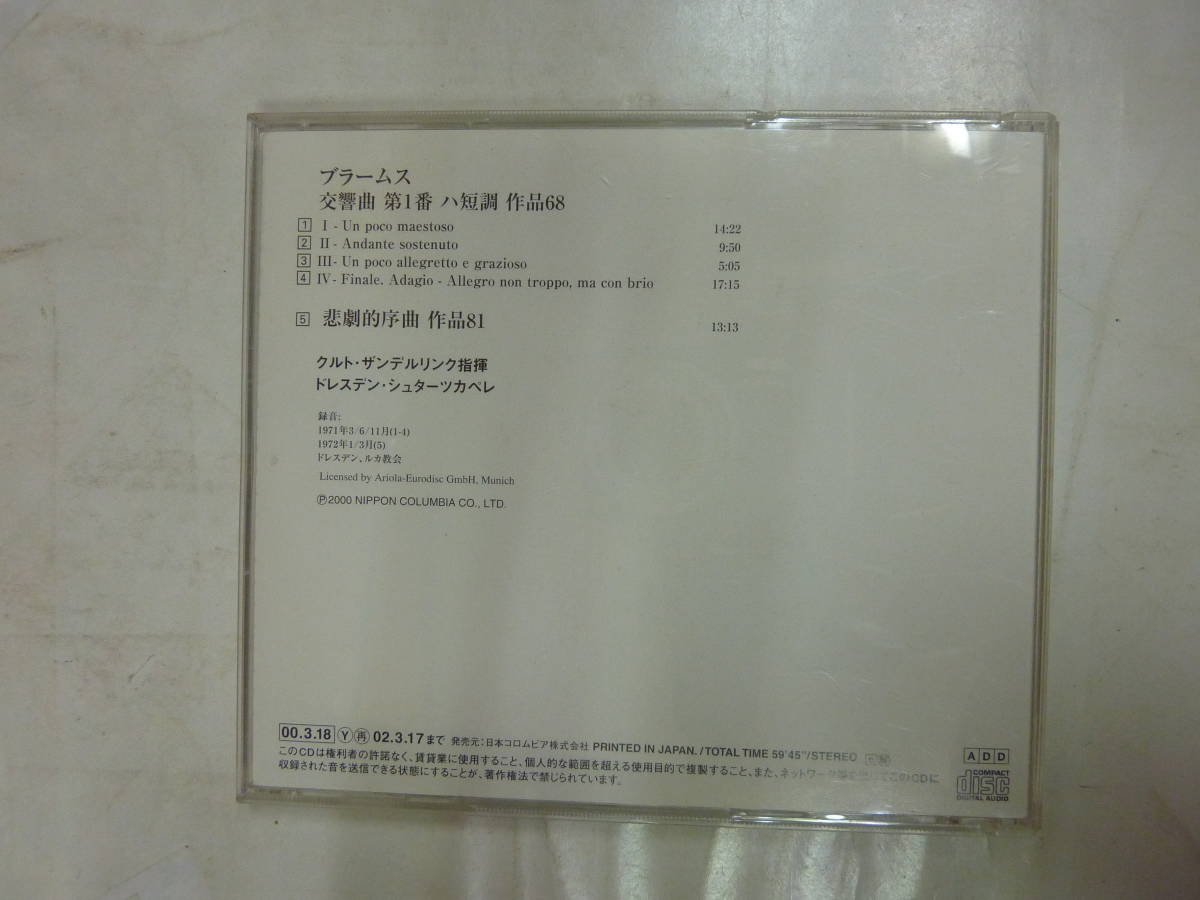 ブラームス
交響曲 第1番 ハ短調 作品68
1 I - Un poco maestoso 14:22
2 II - Andante sostenuto 9:50
3 III- Un poco allegretto e grazioso 5:05
4 IV- Finale. Adagio - Allegro non troppo, ma con brio 17:15
5 悲劇的序曲 作品81 13:13
クルト・ザンデルリンク指揮
ドレスデン・シュターツカペレ
録音:
1971年3/6/11月(1-4)
1972年1/3月(5)
ドレスデン、ルカ教会
Licensed by Ariola-Eurodisc GmbH, Munich
Ⓟ2000 NIPPON COLUMBIA CO., LTD.
00.3.18 Ⓨ 再 02.3.17まで 発売元:日本コロムビア株式会社 PRINTED IN JAPAN. /TOTAL TIME 59'45"/STEREO
このCDは権利者の許諾なく、賃貸業に使用すること、個人的な範囲を超える使用目的で複製すること、また、ネットワーク等を通じてこのCDに
収録された音を送信できる状態にすることが、著作権法で禁じられています。
A D D
COMPACT
disc
DIGITAL AUDIO